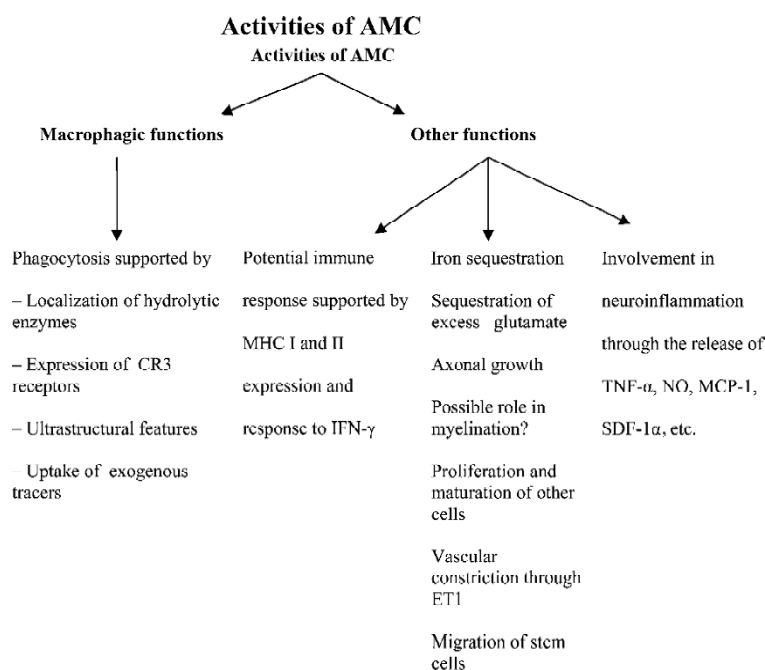 Activities of AMC
Activities of AMC
Macrophagic functions
Other functions
Phagocytosis supported by
– Localization of hydrolytic
enzymes
– Expression of CR3
receptors
– Ultrastructural features
– Uptake of exogenous
tracers
Potential immune
response supported by
MHC I and II
expression and
response to IFN-γ
Iron sequestration
Sequestration of
excess glutamate
Axonal growth
Possible role in
myelination?
Proliferation and
maturation of other
cells
Vascular
constriction through
ET1
Migration of stem
cells
Involvement in
neuroinflammation
through the release of
TNF-α, NO, MCP-1,
SDF-1α, etc.